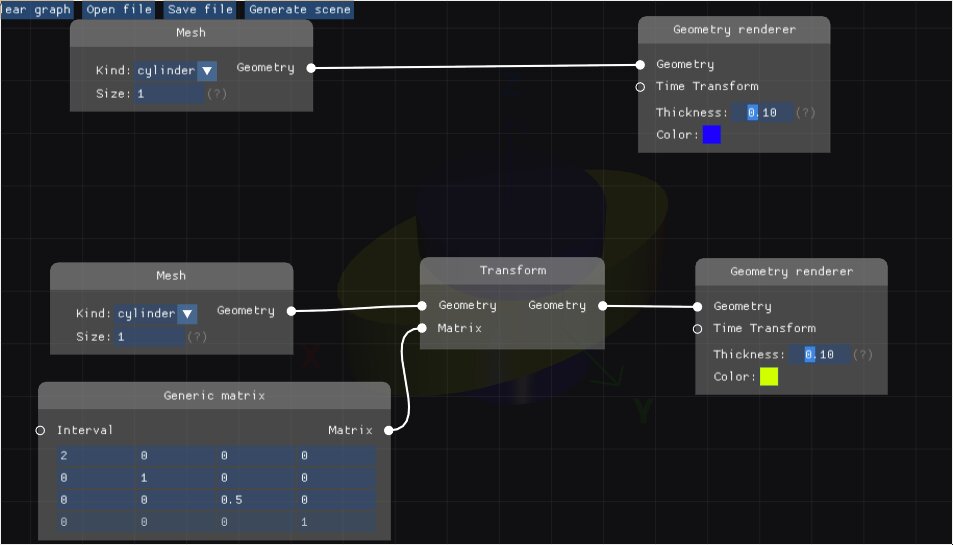 lear graph Open file Save file Generate scene
Mesh
Kind: cylinder Geometry
Size: 1 (?)
Geometry renderer
Geometry
Time Transform
Thickness: 0.10 (?)
Color:
Mesh
Kind: cylinder Geometry
Size: 1 (?)
Transform
Geometry Geometry
Matrix
Geometry renderer
Geometry
Time Transform
Thickness: 0.10 (?)
Color:
Generic matrix
Interval Matrix
2 0 0 0
0 1 0 0
0 0 0.5 0
0 0 0 1
X
Y